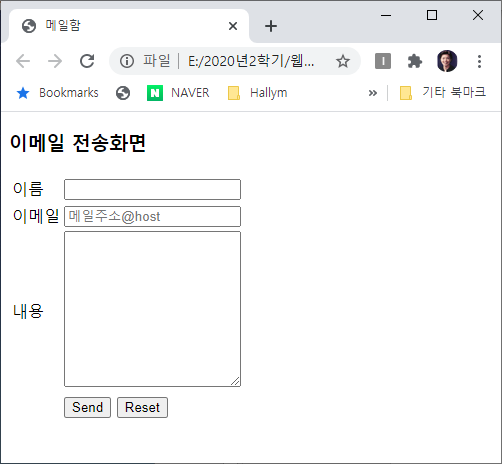 메일함
파일 | E:/2020년2학기/웹...
Bookmarks NAVER Hallym » 기타 북마크
이메일 전송화면
이름
이메일 메일주소@host
내용
Send Reset